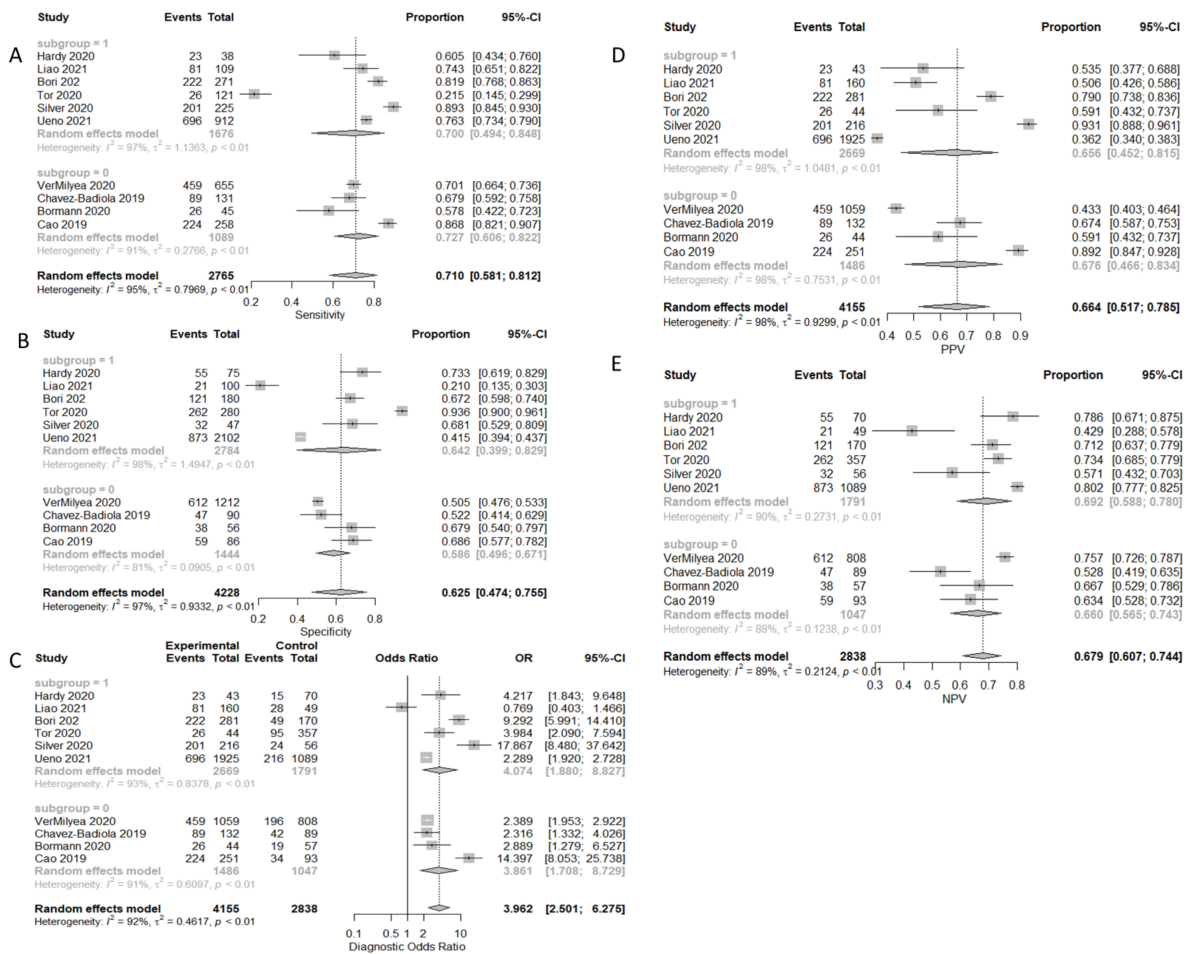 A
Study Events Total Proportion 95%-CI
subgroup = 1
Hardy 2020 23 38 0.605 [0.434; 0.760]
Liao 2021 81 109 0.743 [0.651; 0.822]
Bori 202 222 271 0.819 [0.768; 0.863]
Tor 2020 26 121 0.215 [0.145; 0.299]
Silver 2020 201 225 0.893 [0.845; 0.930]
Ueno 2021 696 912 0.763 [0.734; 0.790]
Random effects model 1676 0.700 [0.494; 0.848]
Heterogeneity: I² = 97%, τ² = 1.1363, p < 0.01
subgroup = 0
VerMilyea 2020 459 655 0.701 [0.664; 0.736]
Chavez-Badiola 2019 89 131 0.679 [0.592; 0.758]
Bormann 2020 26 45 0.578 [0.422; 0.723]
Cao 2019 224 258 0.868 [0.821; 0.907]
Random effects model 1089 0.727 [0.606; 0.822]
Heterogeneity: I² = 91%, τ² = 0.2766, p < 0.01
Random effects model 2765 0.710 [0.581; 0.812]
Heterogeneity: I² = 95%, τ² = 0.7969, p < 0.01
0.2 0.4 0.6 0.8
Sensitivity
B
Study Events Total Proportion 95%-CI
subgroup = 1
Hardy 2020 55 75 0.733 [0.619; 0.829]
Liao 2021 21 100 0.210 [0.135; 0.303]
Bori 202 121 180 0.672 [0.598; 0.740]
Tor 2020 262 280 0.936 [0.900; 0.961]
Silver 2020 32 47 0.681 [0.529; 0.809]
Ueno 2021 873 2102 0.415 [0.394; 0.437]
Random effects model 2784 0.642 [0.399; 0.829]
Heterogeneity: I² = 98%, τ² = 1.4947, p < 0.01
subgroup = 0
VerMilyea 2020 612 1212 0.505 [0.476; 0.533]
Chavez-Badiola 2019 47 90 0.522 [0.414; 0.629]
Bormann 2020 38 56 0.679 [0.540; 0.797]
Cao 2019 59 86 0.686 [0.577; 0.782]
Random effects model 1444 0.586 [0.496; 0.671]
Heterogeneity: I² = 81%, τ² = 0.0905, p < 0.01
Random effects model 4228 0.625 [0.474; 0.755]
Heterogeneity: I² = 97%, τ² = 0.9332, p < 0.01
0.2 0.4 0.6 0.8
Specificity
C
Experimental Control
Study Events Total Events Total Odds Ratio OR 95%-CI
subgroup = 1
Hardy 2020 23 43 15 70 4.217 [1.843; 9.648]
Liao 2021 81 160 28 49 0.769 [0.403; 1.466]
Bori 202 222 281 49 170 9.292 [5.991; 14.410]
Tor 2020 26 44 95 357 3.984 [2.090; 7.594]
Silver 2020 201 216 24 56 17.867 [8.480; 37.642]
Ueno 2021 696 1925 216 1089 2.289 [1.920; 2.728]
Random effects model 2669 1791 4.074 [1.880; 8.827]
Heterogeneity: I² = 93%, τ² = 0.8378, p < 0.01
subgroup = 0
VerMilyea 2020 459 1059 196 808 2.389 [1.953; 2.922]
Chavez-Badiola 2019 89 132 42 89 2.316 [1.332; 4.026]
Bormann 2020 26 44 19 57 2.889 [1.279; 6.527]
Cao 2019 224 251 34 93 14.397 [8.053; 25.738]
Random effects model 1486 1047 3.861 [1.708; 8.729]
Heterogeneity: I² = 91%, τ² = 0.6097, p < 0.01
Random effects model 4155 2838 3.962 [2.501; 6.275]
Heterogeneity: I² = 92%, τ² = 0.4617, p < 0.01
0.1 0.5 1 2 10
Diagnostic Odds Ratio
D
Study Events Total Proportion 95%-CI
subgroup = 1
Hardy 2020 23 43 0.535 [0.377; 0.688]
Liao 2021 81 160 0.506 [0.426; 0.586]
Bori 202 222 281 0.790 [0.738; 0.836]
Tor 2020 26 44 0.591 [0.432; 0.737]
Silver 2020 201 216 0.931 [0.888; 0.961]
Ueno 2021 696 1925 0.362 [0.340; 0.383]
Random effects model 2669 0.656 [0.452; 0.815]
Heterogeneity: I² = 98%, τ² = 1.0481, p < 0.01
subgroup = 0
VerMilyea 2020 459 1059 0.433 [0.403; 0.464]
Chavez-Badiola 2019 89 132 0.674 [0.587; 0.753]
Bormann 2020 26 44 0.591 [0.432; 0.737]
Cao 2019 224 251 0.892 [0.847; 0.928]
Random effects model 1486 0.676 [0.466; 0.834]
Heterogeneity: I² = 98%, τ² = 0.7531, p < 0.01
Random effects model 4155 0.664 [0.517; 0.785]
Heterogeneity: I² = 98%, τ² = 0.9299, p < 0.01
0.4 0.5 0.6 0.7 0.8 0.9
PPV
E
Study Events Total Proportion 95%-CI
subgroup = 1
Hardy 2020 55 70 0.786 [0.671; 0.875]
Liao 2021 21 49 0.429 [0.288; 0.578]
Bori 202 121 170 0.712 [0.637; 0.779]
Tor 2020 262 357 0.734 [0.685; 0.779]
Silver 2020 32 56 0.571 [0.432; 0.703]
Ueno 2021 873 1089 0.802 [0.777; 0.825]
Random effects model 1791 0.692 [0.588; 0.780]
Heterogeneity: I² = 90%, τ² = 0.2731, p < 0.01
subgroup = 0
VerMilyea 2020 612 808 0.757 [0.726; 0.787]
Chavez-Badiola 2019 47 89 0.528 [0.419; 0.635]
Bormann 2020 38 57 0.667 [0.529; 0.786]
Cao 2019 59 93 0.634 [0.528; 0.732]
Random effects model 1047 0.660 [0.565; 0.743]
Heterogeneity: I² = 88%, τ² = 0.1238, p < 0.01
Random effects model 2838 0.679 [0.607; 0.744]
Heterogeneity: I² = 89%, τ² = 0.2124, p < 0.01
0.3 0.4 0.5 0.6 0.7 0.8
NPV